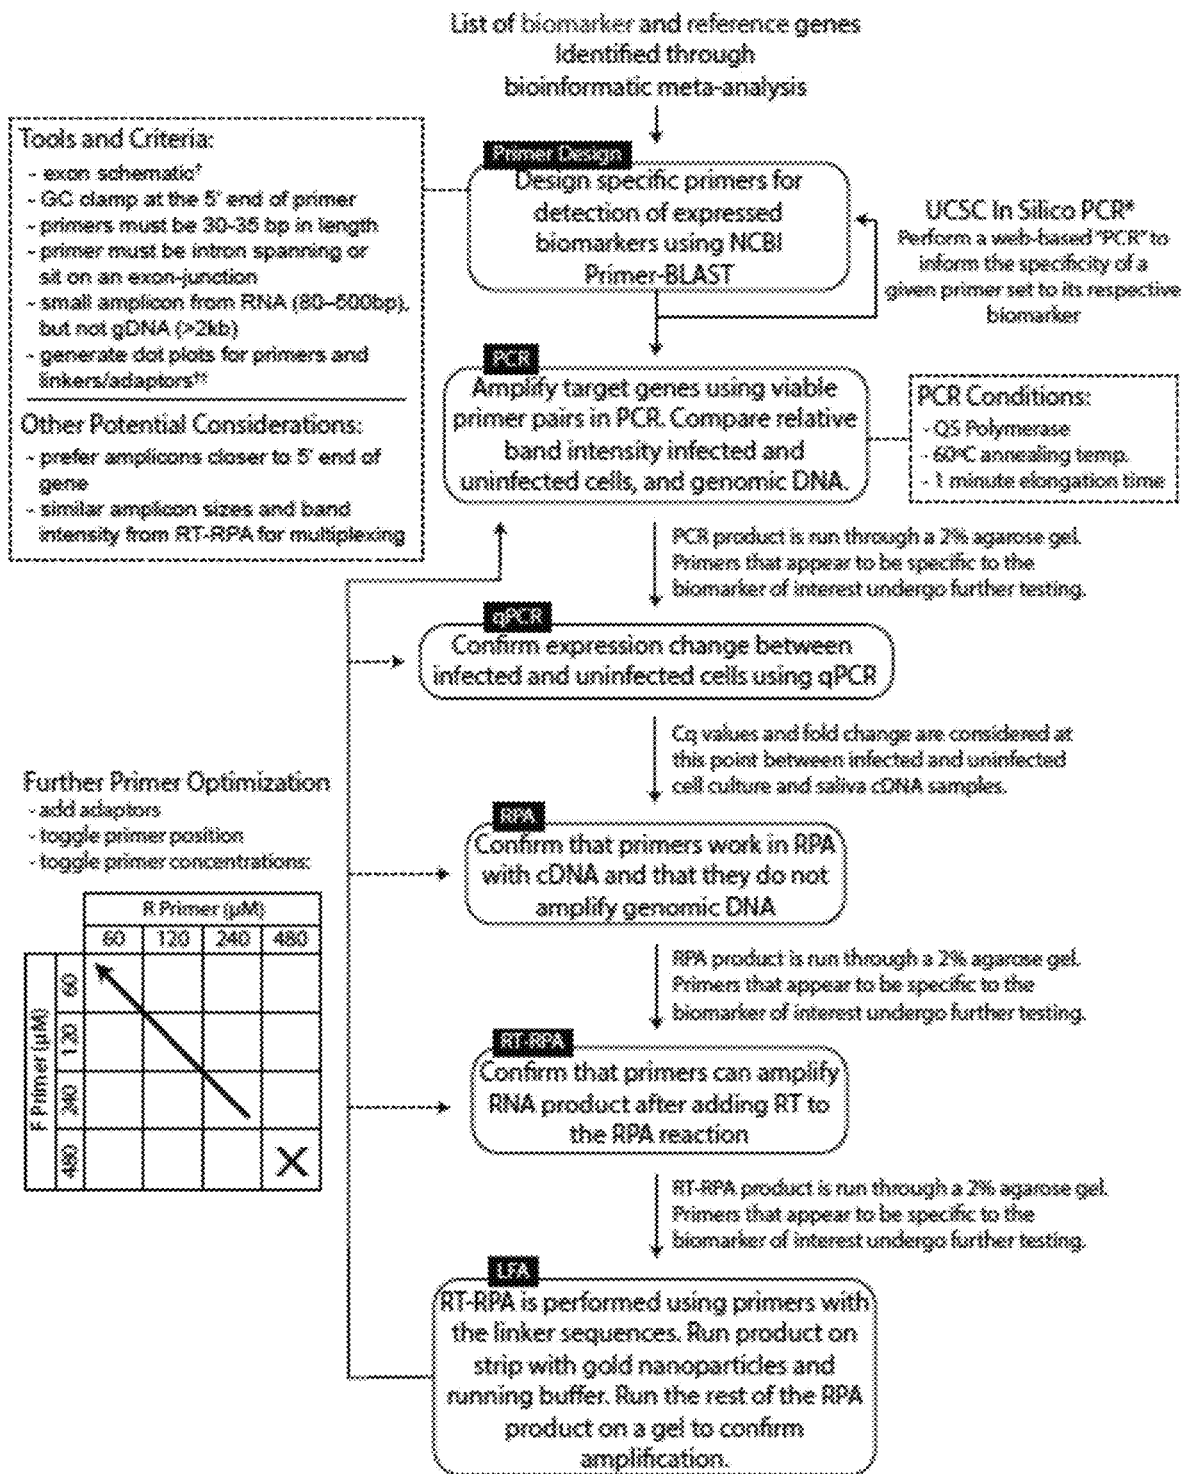 List of biomarker and reference genes
Identified through
bioinformatic meta-analysis
Tools and Criteria:
- exon schematic†
- GC clamp at the 5' end of primer
- primers must be 30-35 bp in length
- primer must be intron spanning or
sit on an exon-junction
- small amplicon from RNA (80–500bp),
but not gDNA (>2kb)
- generate dot plots for primers and
linkers/adaptors††
Other Potential Considerations:
- prefer amplicons closer to 5' end of
gene
- similar amplicon sizes and band
intensity from RT-RPA for multiplexing
Primer Design
Design specific primers for
detection of expressed
biomarkers using NCBI
Primer-BLAST
UCSC In Silico PCR*
Perform a web-based "PCR" to
inform the specificity of a
given primer set to its respective
biomarker
PCR
Amplify target genes using viable
primer pairs in PCR. Compare relative
band intensity infected and
uninfected cells, and genomic DNA.
PCR Conditions:
- Q5 Polymerase
- 60ºC annealing temp.
- 1 minute elongation time
PCR product is run through a 2% agarose gel.
Primers that appear to be specific to the
biomarker of interest undergo further testing.
qPCR
Confirm expression change between
infected and uninfected cells using qPCR
Cq values and fold change are considered at
this point between infected and uninfected
cell culture and saliva cDNA samples.
Further Primer Optimization
- add adaptors
- toggle primer position
- toggle primer concentrations:
R Primer (µM)
60 120 240 480
F Primer (µM)
60
120
240
480
X
RPA
Confirm that primers work in RPA
with cDNA and that they do not
amplify genomic DNA
RPA product is run through a 2% agarose gel.
Primers that appear to be specific to the
biomarker of interest undergo further testing.
RT-RPA
Confirm that primers can amplify
RNA product after adding RT to
the RPA reaction
RT-RPA product is run through a 2% agarose gel.
Primers that appear to be specific to the
biomarker of interest undergo further testing.
LFA
RT-RPA is performed using primers with
the linker sequences. Run product on
strip with gold nanoparticles and
running buffer. Run the rest of the RPA
product on a gel to confirm
amplification.